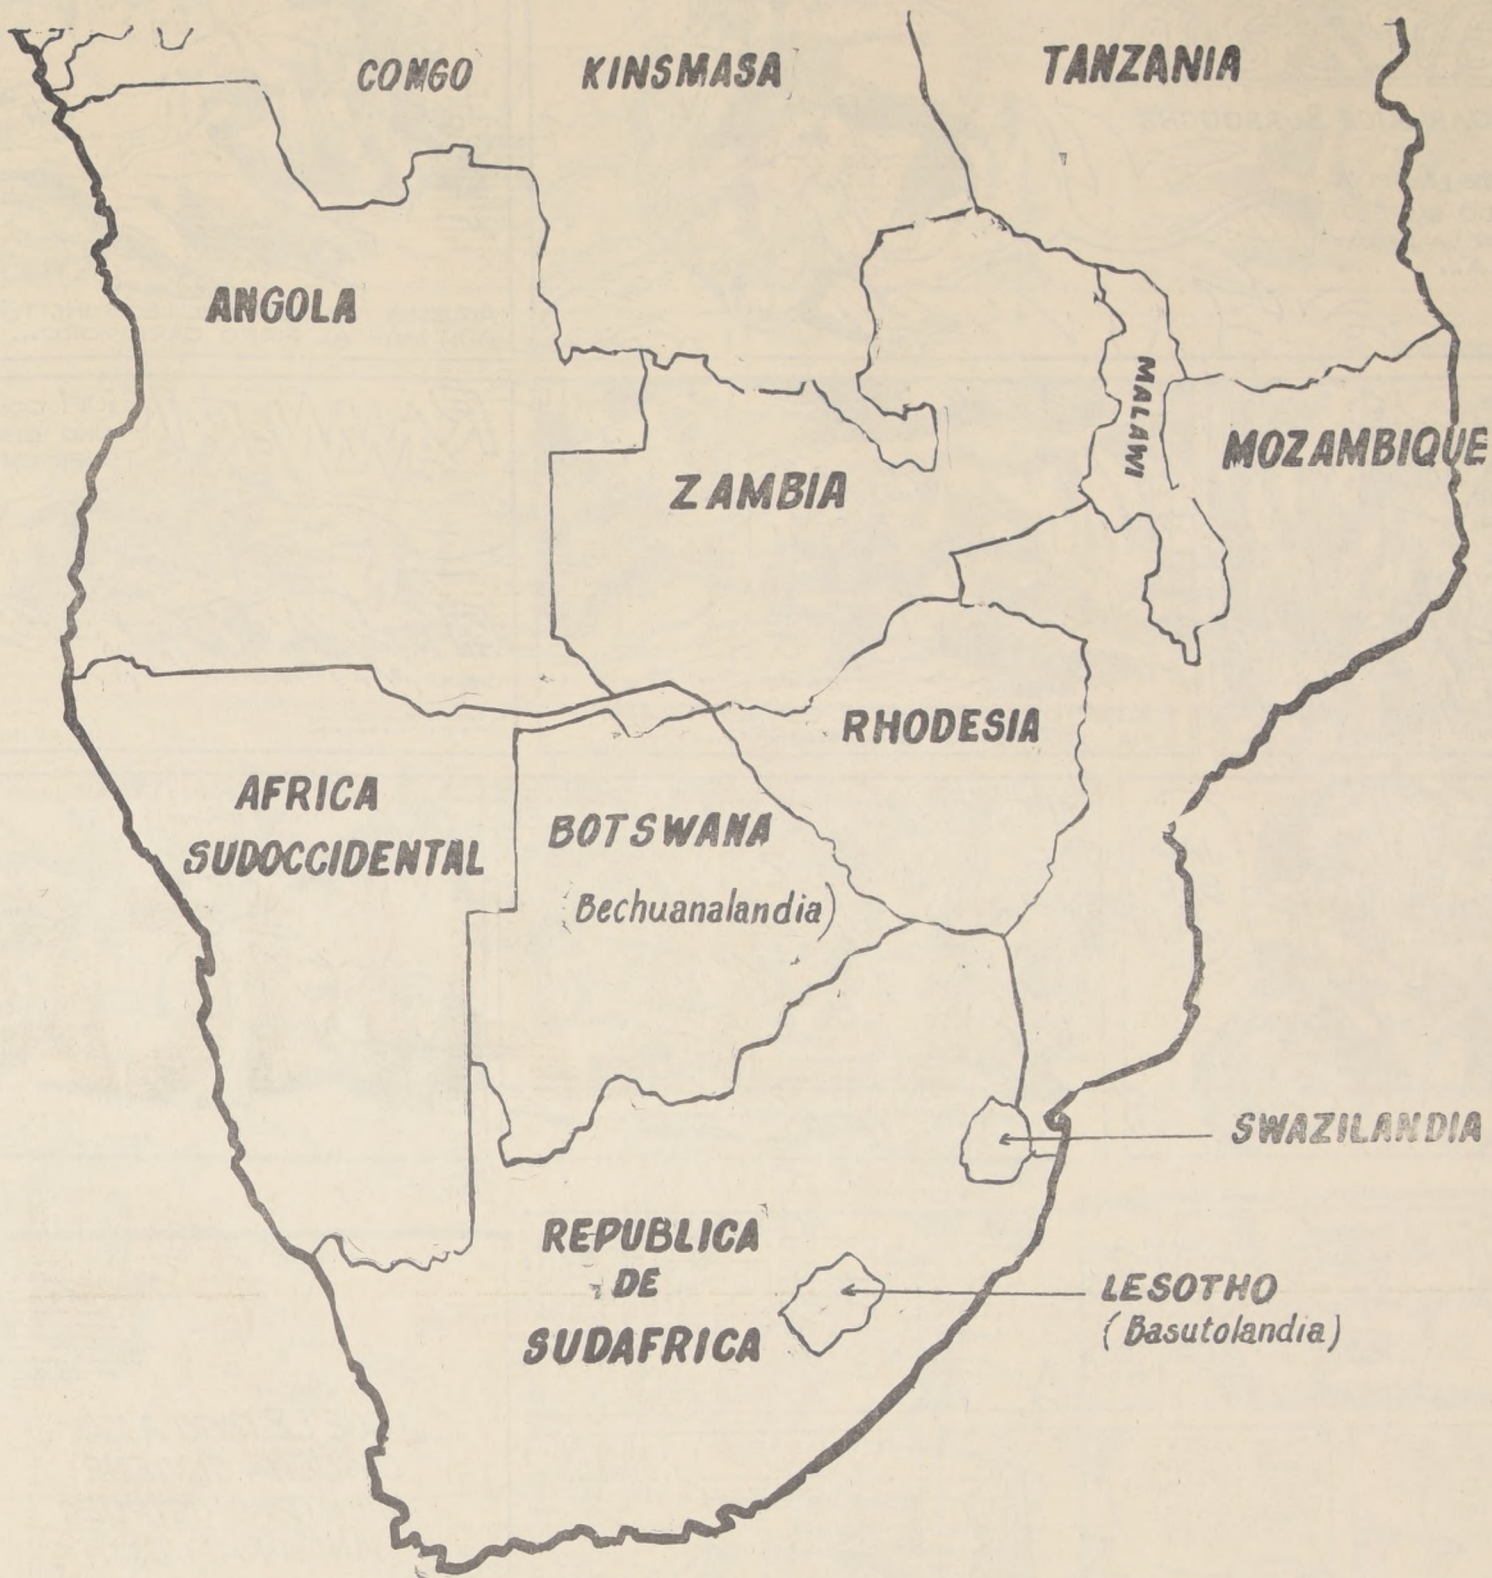 CONGO KINSMASA
TANZANIA
ANGOLA
MALAWI
MOZAMBIQUE
ZAMBIA
RHODESIA
AFRICA
SUDOCCIDENTAL
BOTSWANA
(Bechuanalandia)
SWAZILANDIA
REPUBLICA
DE
SUDAFRICA
LESOTHO
(Basutolandia)